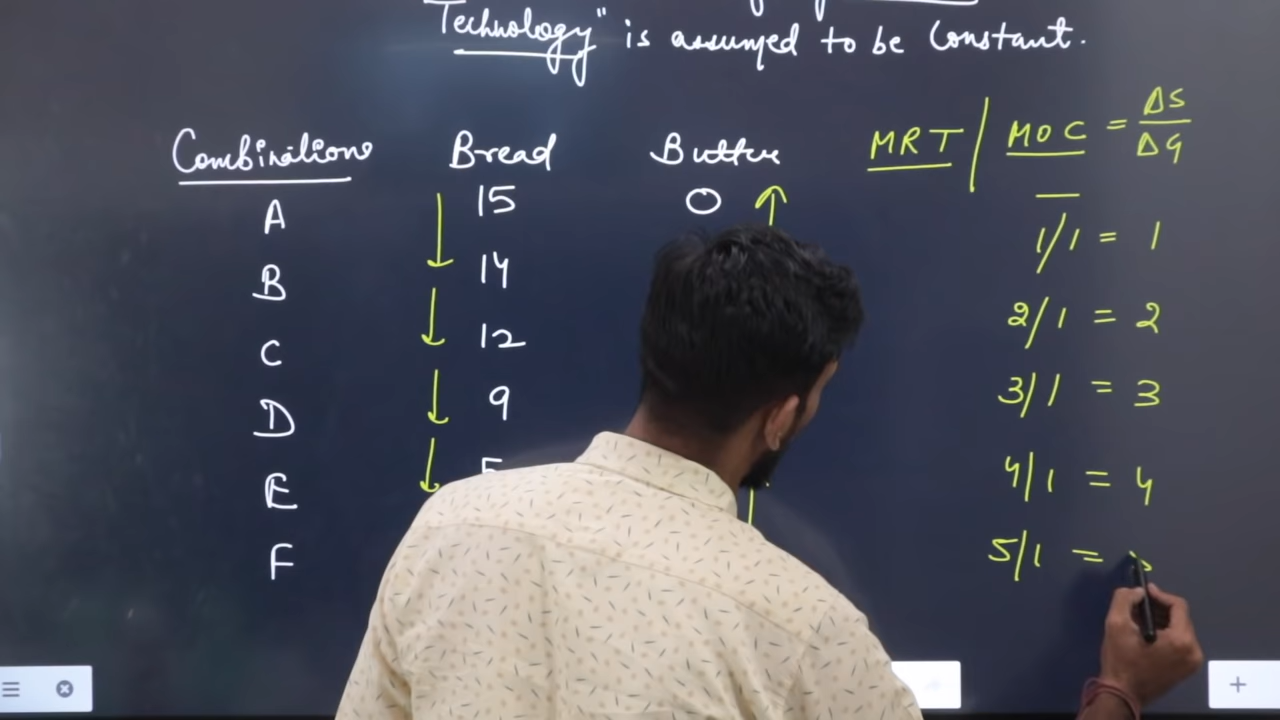 Technology" is assumed to be constant.
Combinations Bread Butter MRT | MOC = ΔS/ΔG
A 15 0 —
B 14 1/1 = 1
C 12 2/1 = 2
D 9 3/1 = 3
E 4/1 = 4
F 5/1 =